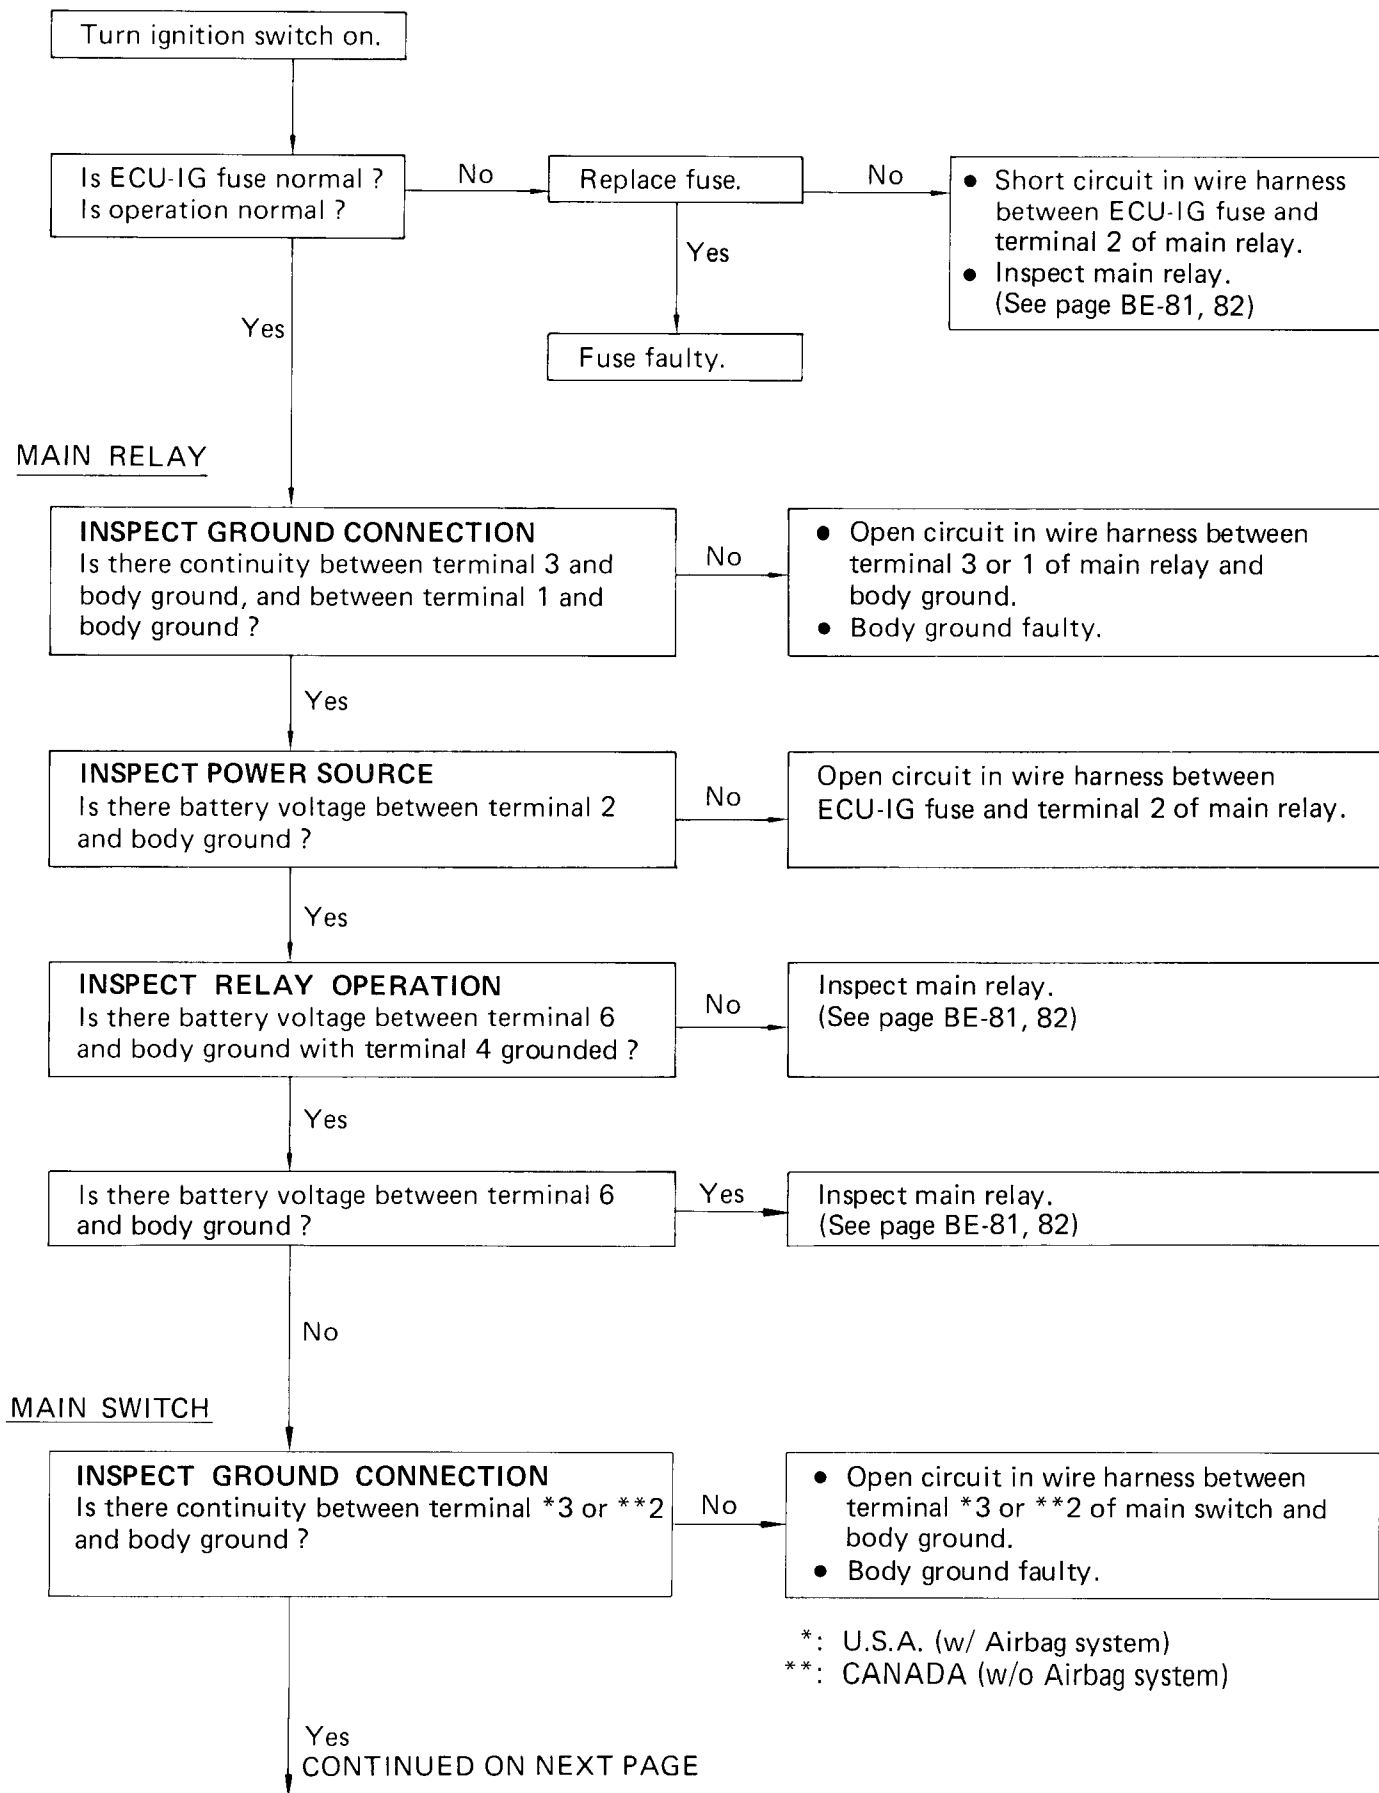 Turn ignition switch on.
Is ECU-IG fuse normal ?
Is operation normal ?
No
Replace fuse.
No
● Short circuit in wire harness
between ECU-IG fuse and
terminal 2 of main relay.
● Inspect main relay.
(See page BE-81, 82)
Yes
Yes
Fuse faulty.
MAIN RELAY
INSPECT GROUND CONNECTION
Is there continuity between terminal 3 and
body ground, and between terminal 1 and
body ground ?
No
● Open circuit in wire harness between
terminal 3 or 1 of main relay and
body ground.
● Body ground faulty.
Yes
INSPECT POWER SOURCE
Is there battery voltage between terminal 2
and body ground ?
No
Open circuit in wire harness between
ECU-IG fuse and terminal 2 of main relay.
Yes
INSPECT RELAY OPERATION
Is there battery voltage between terminal 6
and body ground with terminal 4 grounded ?
No
Inspect main relay.
(See page BE-81, 82)
Yes
Is there battery voltage between terminal 6
and body ground ?
Yes
Inspect main relay.
(See page BE-81, 82)
No
MAIN SWITCH
INSPECT GROUND CONNECTION
Is there continuity between terminal *3 or **2
and body ground ?
No
● Open circuit in wire harness between
terminal *3 or **2 of main switch and
body ground.
● Body ground faulty.
*: U.S.A. (w/ Airbag system)
**: CANADA (w/o Airbag system)
Yes
CONTINUED ON NEXT PAGE